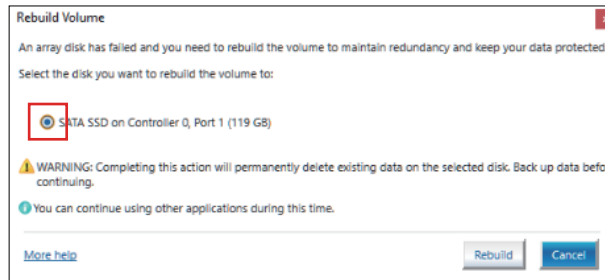 Rebuild Volume
An array disk has failed and you need to rebuild the volume to maintain redundancy and keep your data protected
Select the disk you want to rebuild the volume to:
SATA SSD on Controller 0, Port 1 (119 GB)
WARNING: Completing this action will permanently delete existing data on the selected disk. Back up data befo
continuing.
You can continue using other applications during this time.
More help
Rebuild
Cancel